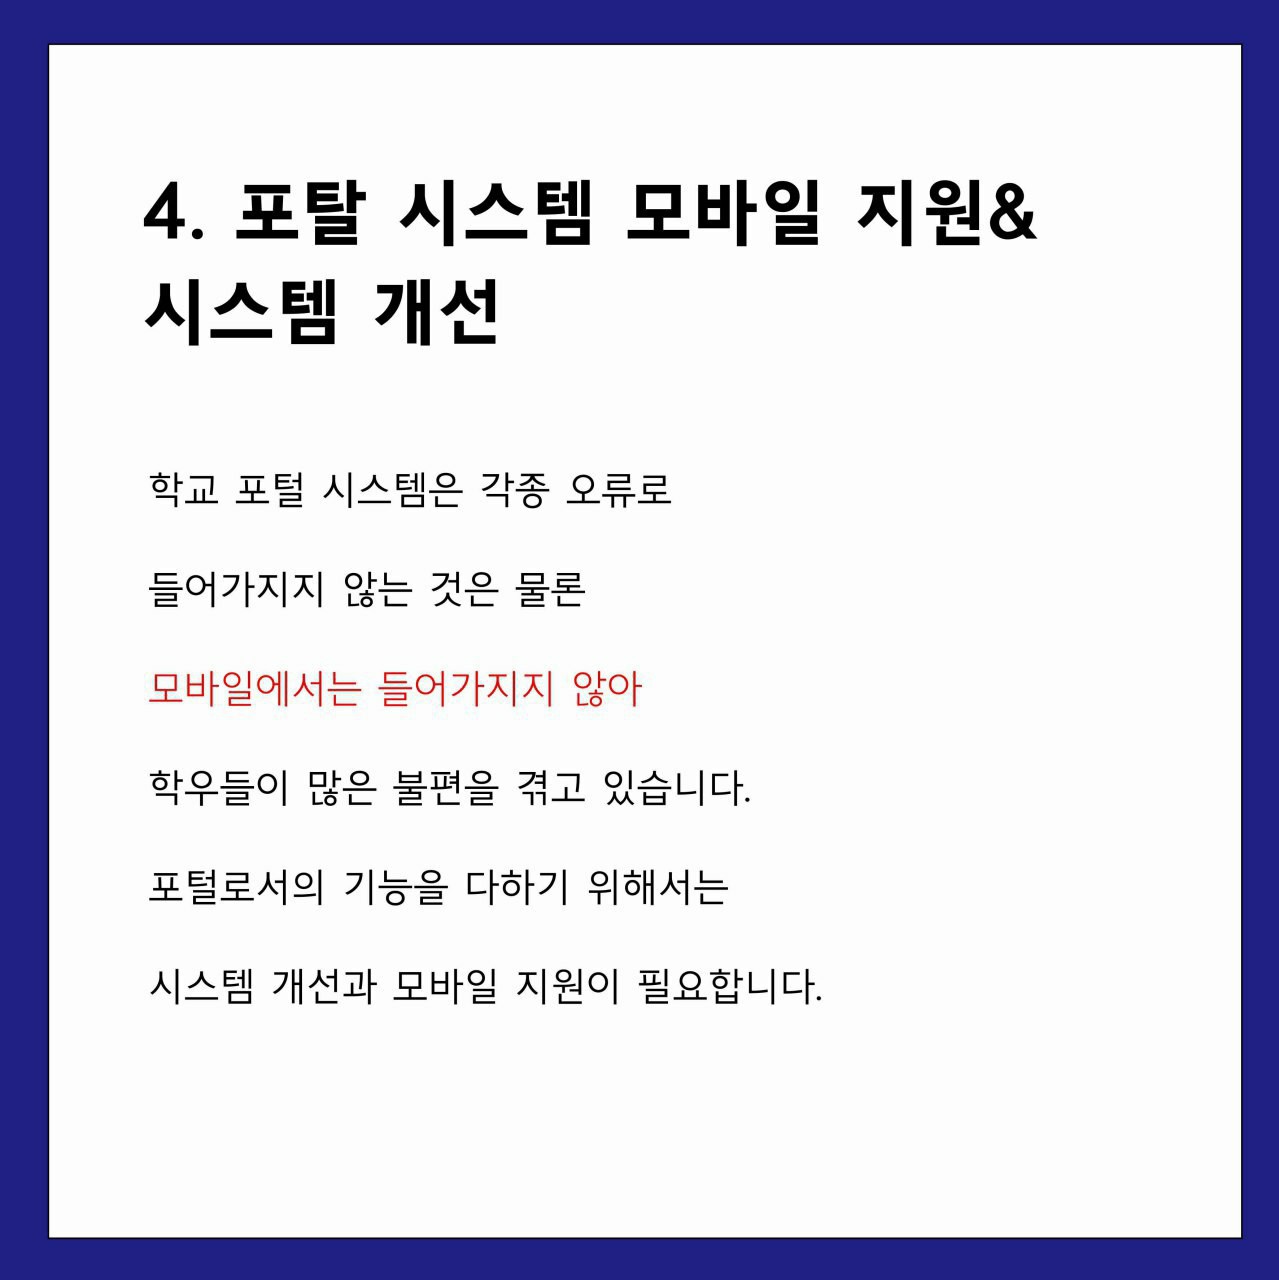 4. 포탈 시스템 모바일 지원&
시스템 개선
학교 포털 시스템은 각종 오류로
들어가지지 않는 것은 물론
모바일에서는 들어가지지 않아
학우들이 많은 불편을 겪고 있습니다.
포털로서의 기능을 다하기 위해서는
시스템 개선과 모바일 지원이 필요합니다.